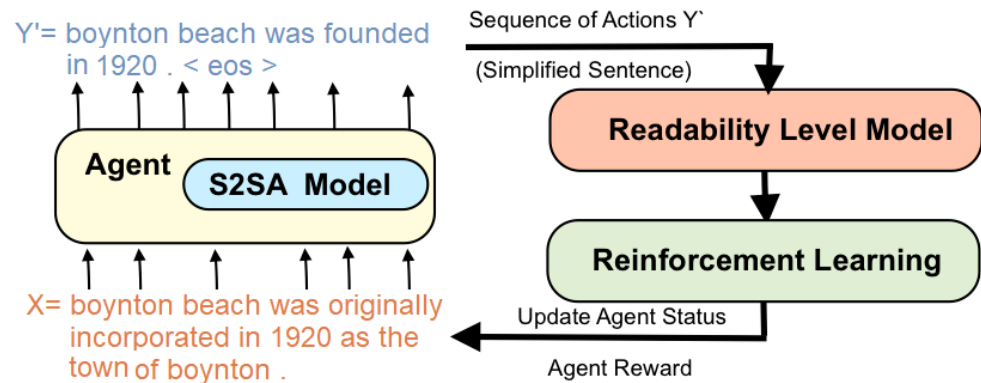 Y'= boynton beach was founded
in 1920 . < eos >
Agent
S2SA Model
X= boynton beach was originally
incorporated in 1920 as the
town of boynton .
Sequence of Actions Y`
(Simplified Sentence)
Readability Level Model
Reinforcement Learning
Update Agent Status
Agent Reward